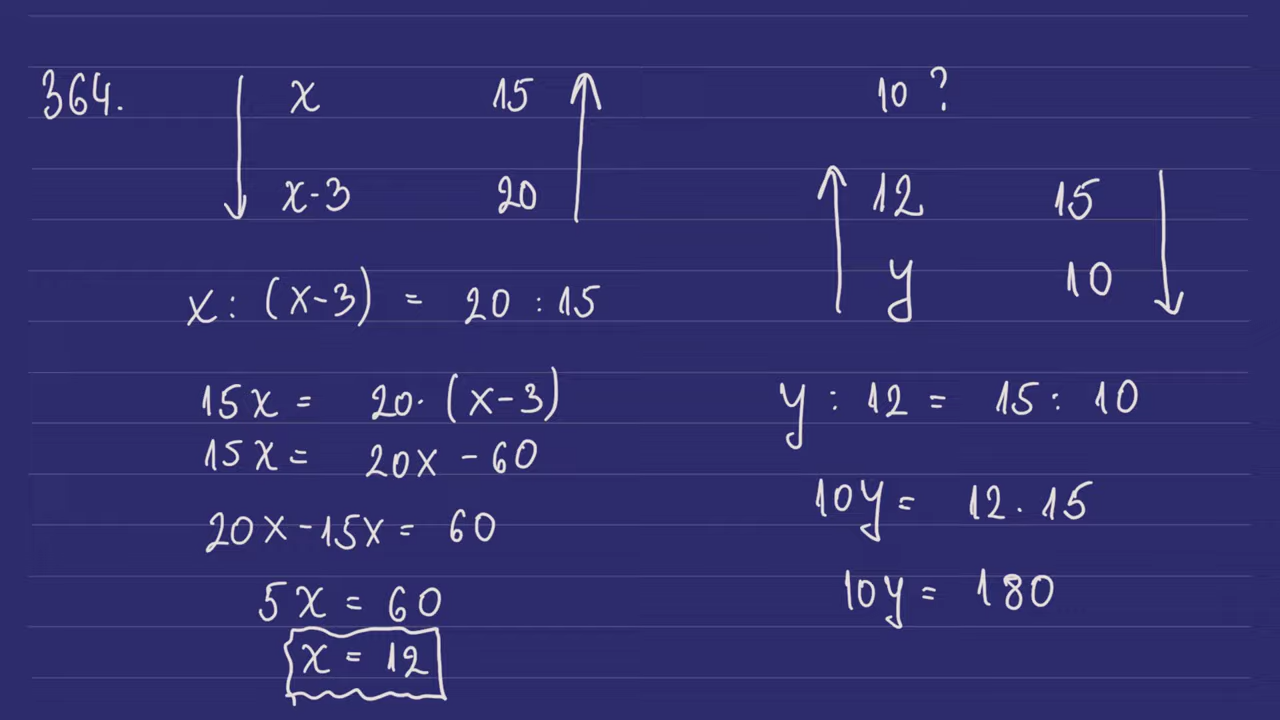 364.
x 15
x-3 20
x : (x-3) = 20 : 15
15x = 20· (x-3)
15x = 20x - 60
20x - 15x = 60
5x = 60
x = 12
10 ?
12 15
y 10
y : 12 = 15 : 10
10y = 12 · 15
10y = 180